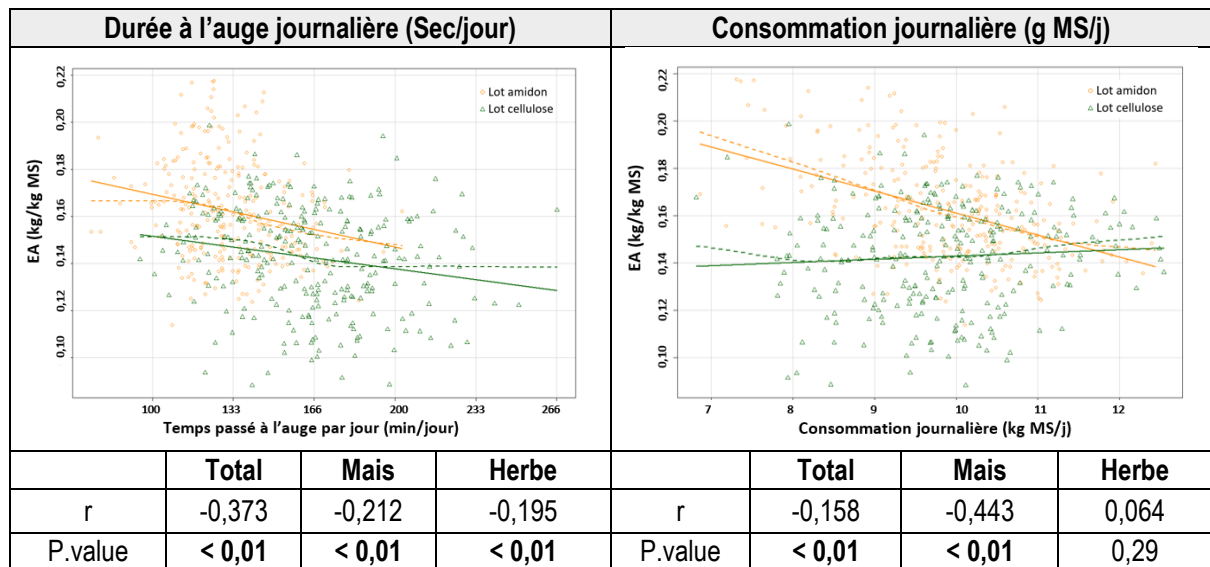 Durée à l'auge journalière (Sec/jour)
Consommation journalière (g MS/j)
EA (kg/kg MS)
0,22
0,20
0,18
0,16
0,14
0,12
0,10
Lot amidon
Lot cellulose
100 133 166 200 233 266
Temps passé à l'auge par jour (min/jour)
EA (kg/kg MS)
0,22
0,20
0,18
0,16
0,14
0,12
0,10
Lot amidon
Lot cellulose
7 8 9 10 11 12
Consommation journalière (kg MS/j)
Total Mais Herbe
r -0,373 -0,212 -0,195
P.value < 0,01 < 0,01 < 0,01
Total Mais Herbe
r -0,158 -0,443 0,064
P.value < 0,01 < 0,01 0,29